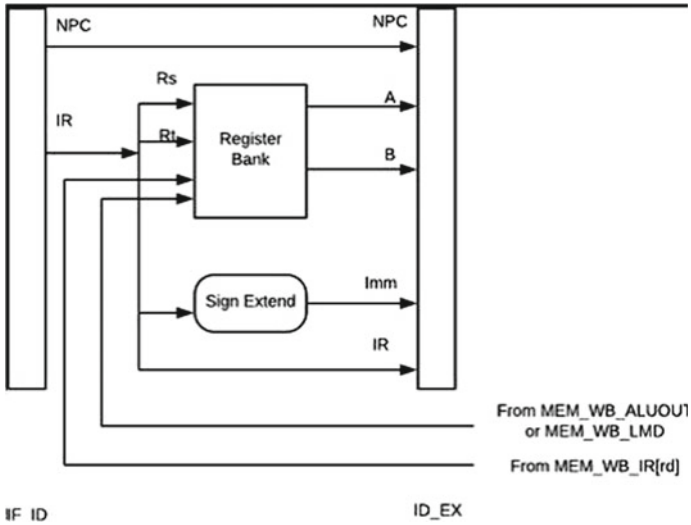 NPC
NPC
Rs
A
IR
Rt
Register
Bank
B
Imm
Sign Extend
IR
From MEM_WB_ALUOUT
or MEM_WB_LMD
From MEM_WB_IR[rd]
IF_ID
ID_EX